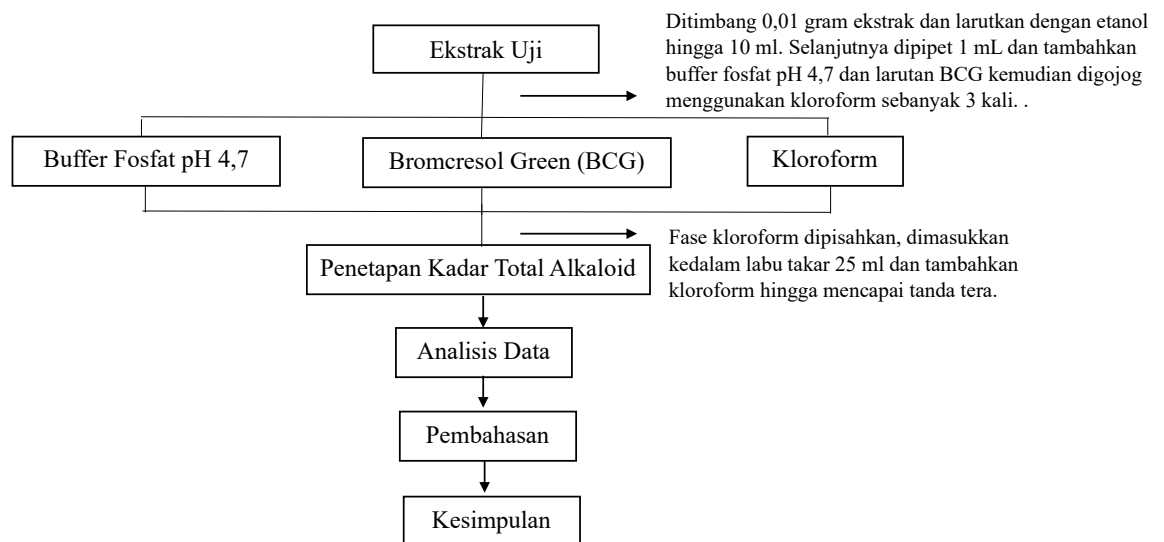 Ekstrak Uji
Ditimbang 0,01 gram ekstrak dan larutkan dengan etanol
hingga 10 ml. Selanjutnya dipipet 1 mL dan tambahkan
buffer fosfat pH 4,7 dan larutan BCG kemudian digojog
menggunakan kloroform sebanyak 3 kali. .
Buffer Fosfat pH 4,7
Bromcresol Green (BCG)
Kloroform
Fase kloroform dipisahkan, dimasukkan
kedalam labu takar 25 ml dan tambahkan
kloroform hingga mencapai tanda tera.
Penetapan Kadar Total Alkaloid
Analisis Data
Pembahasan
Kesimpulan